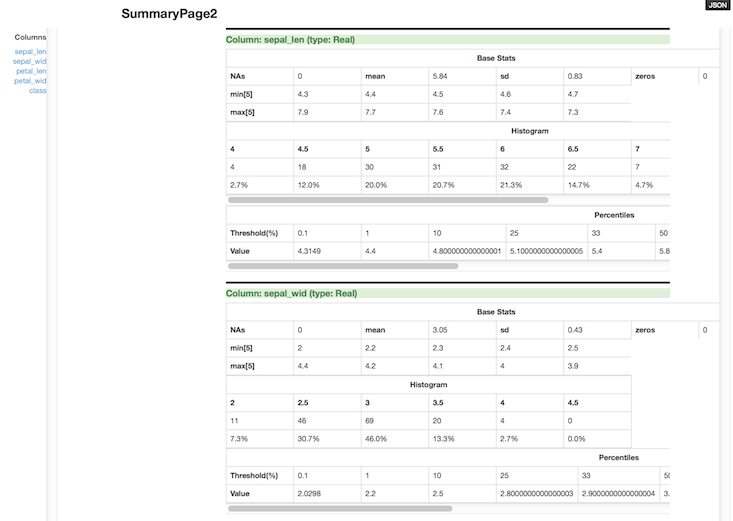 JSON
SummaryPage2
Columns
sepal_len
sepal_wid
petal_len
petal_wid
class
Column: sepal_len (type: Real)
Base Stats
NAs 0 mean 5.84 sd 0.83 zeros 0
min[5] 4.3 4.4 4.5 4.6 4.7
max[5] 7.9 7.7 7.6 7.4 7.3
Histogram
4 4.5 5 5.5 6 6.5 7
4 18 30 31 32 22 7
2.7% 12.0% 20.0% 20.7% 21.3% 14.7% 4.7%
Percentiles
Threshold(%) 0.1 1 10 25 33 50
Value 4.3149 4.4 4.800000000000001 5.1000000000000005 5.4 5.8
Column: sepal_wid (type: Real)
Base Stats
NAs 0 mean 3.05 sd 0.43 zeros 0
min[5] 2 2.2 2.3 2.4 2.5
max[5] 4.4 4.2 4.1 4 3.9
Histogram
2 2.5 3 3.5 4 4.5
11 46 69 20 4 0
7.3% 30.7% 46.0% 13.3% 2.7% 0.0%
Percentiles
Threshold(%) 0.1 1 10 25 33
Value 2.0298 2.2 2.5 2.8000000000000003 2.9000000000000004 3.